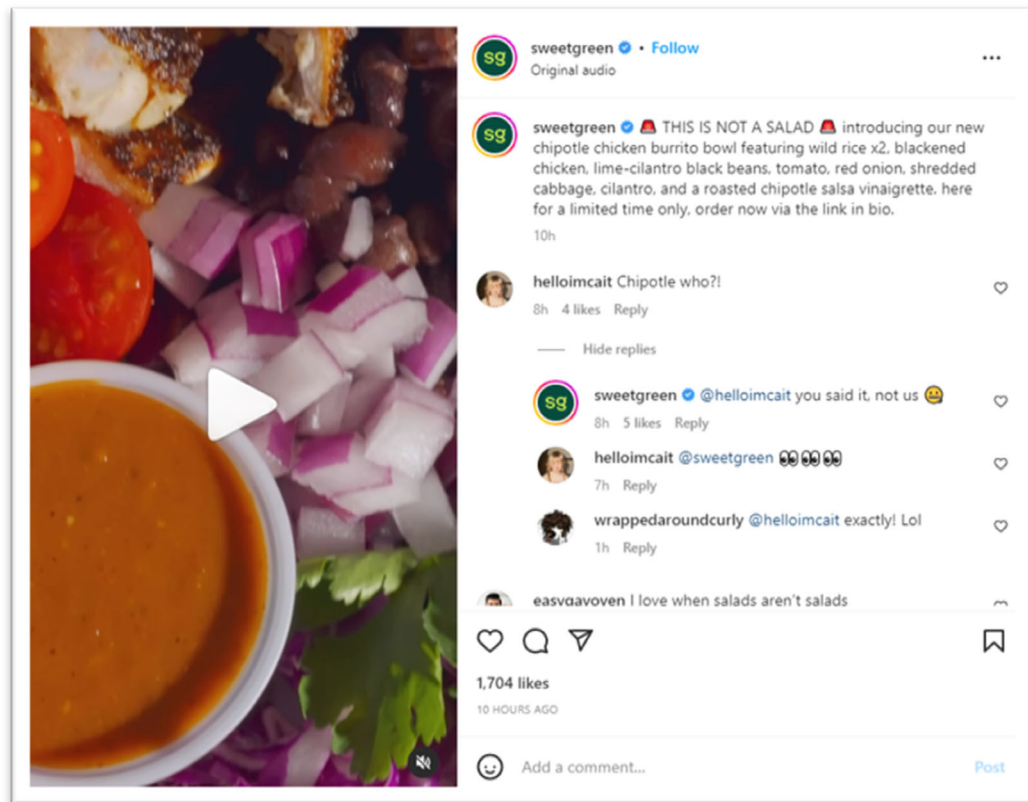 sg
sweetgreen • Follow
Original audio
sg
sweetgreen 🚨 THIS IS NOT A SALAD 🚨 introducing our new
chipotle chicken burrito bowl featuring wild rice x2, blackened
chicken, lime-cilantro black beans, tomato, red onion, shredded
cabbage, cilantro, and a roasted chipotle salsa vinaigrette. here
for a limited time only, order now via the link in bio.
10h
helloimcait Chipotle who?!
8h 4 likes Reply
Hide replies
sg
sweetgreen @helloimcait you said it, not us 😬
8h 5 likes Reply
helloimcait @sweetgreen 👀👀👀
7h Reply
wrappedaroundcurly @helloimcait exactly! Lol
1h Reply
easygayoven I love when salads aren't salads
1,704 likes
10 HOURS AGO
Add a comment... Post